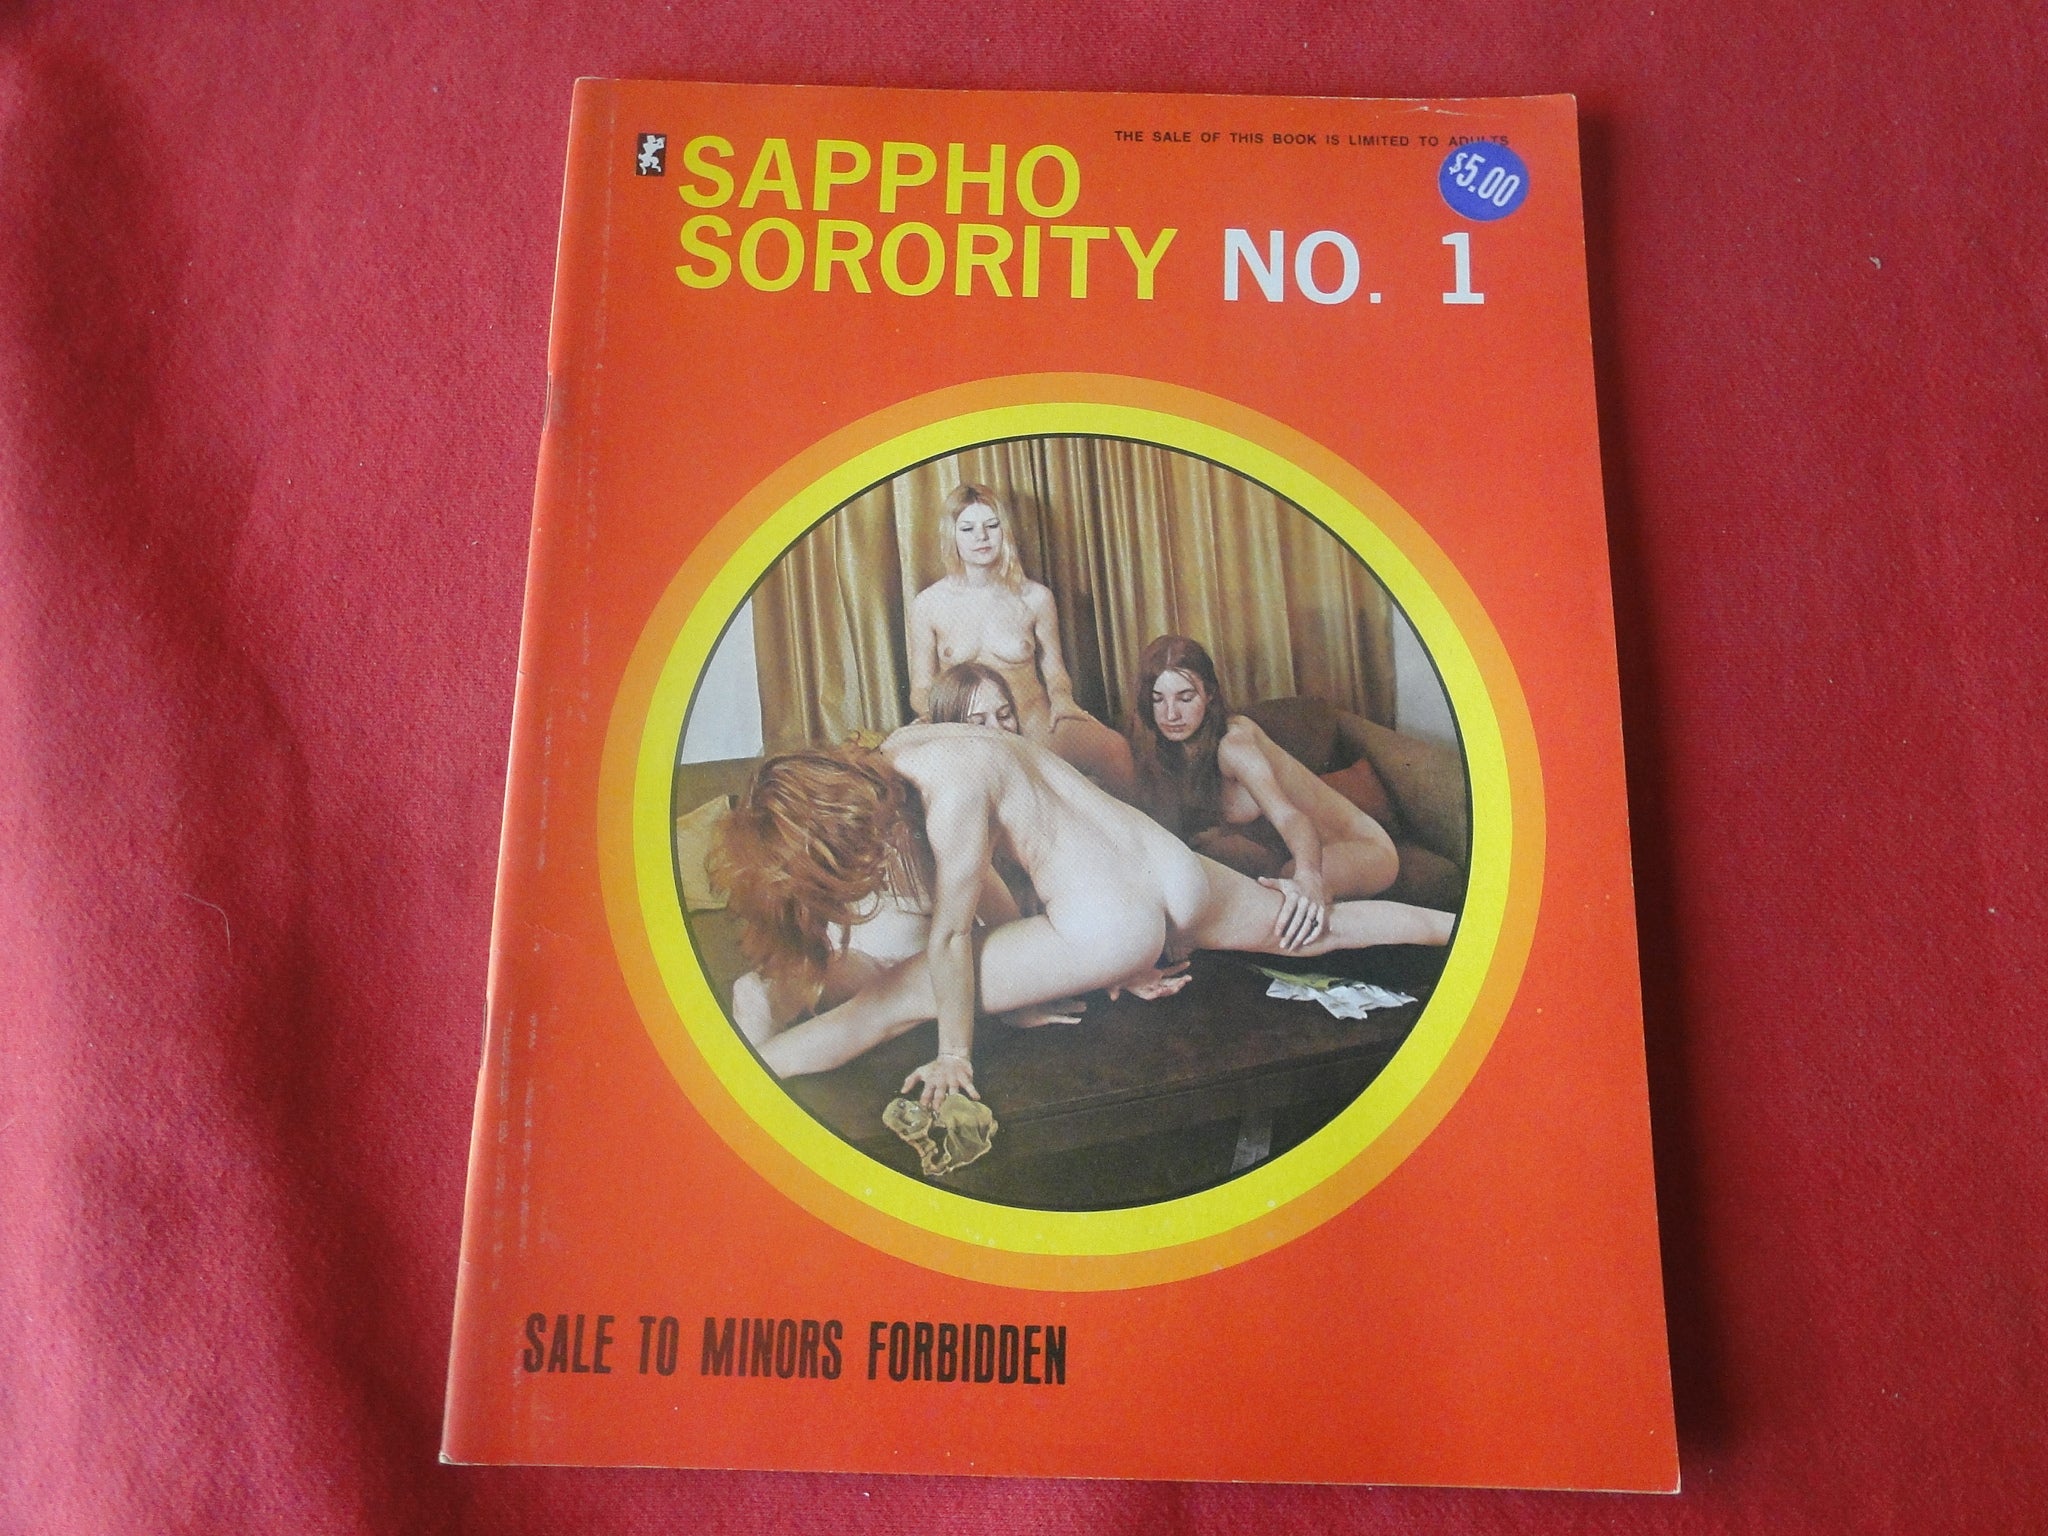 THE SALE OF THIS BOOK IS LIMITED TO ADULTS
$5.00
SAPPHO
SORORITY NO. 1
SALE TO MINORS FORBIDDEN